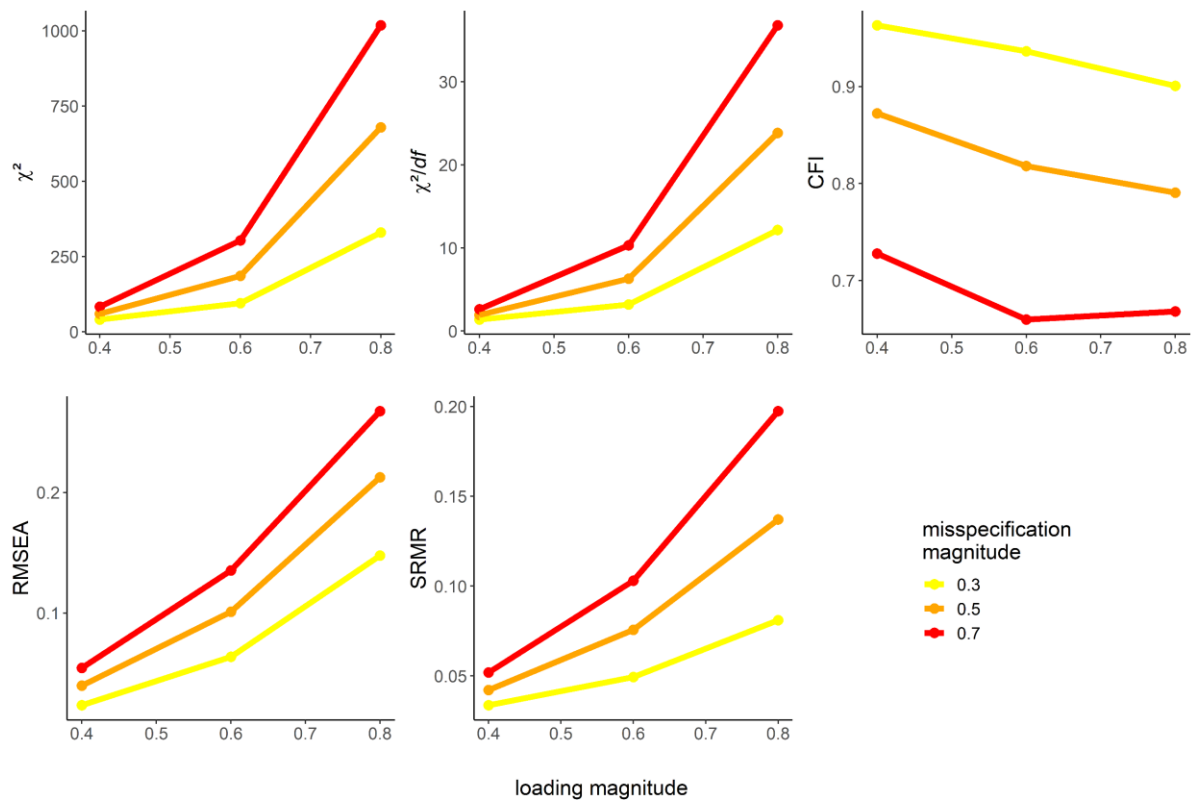 1000
750
500
250
0
χ²
0.4 0.5 0.6 0.7 0.8
30
20
10
0
χ²/df
0.4 0.5 0.6 0.7 0.8
0.9
0.8
0.7
CFI
0.4 0.5 0.6 0.7 0.8
0.2
0.1
RMSEA
0.4 0.5 0.6 0.7 0.8
0.20
0.15
0.10
0.05
SRMR
0.4 0.5 0.6 0.7 0.8
misspecification
magnitude
0.3
0.5
0.7
loading magnitude